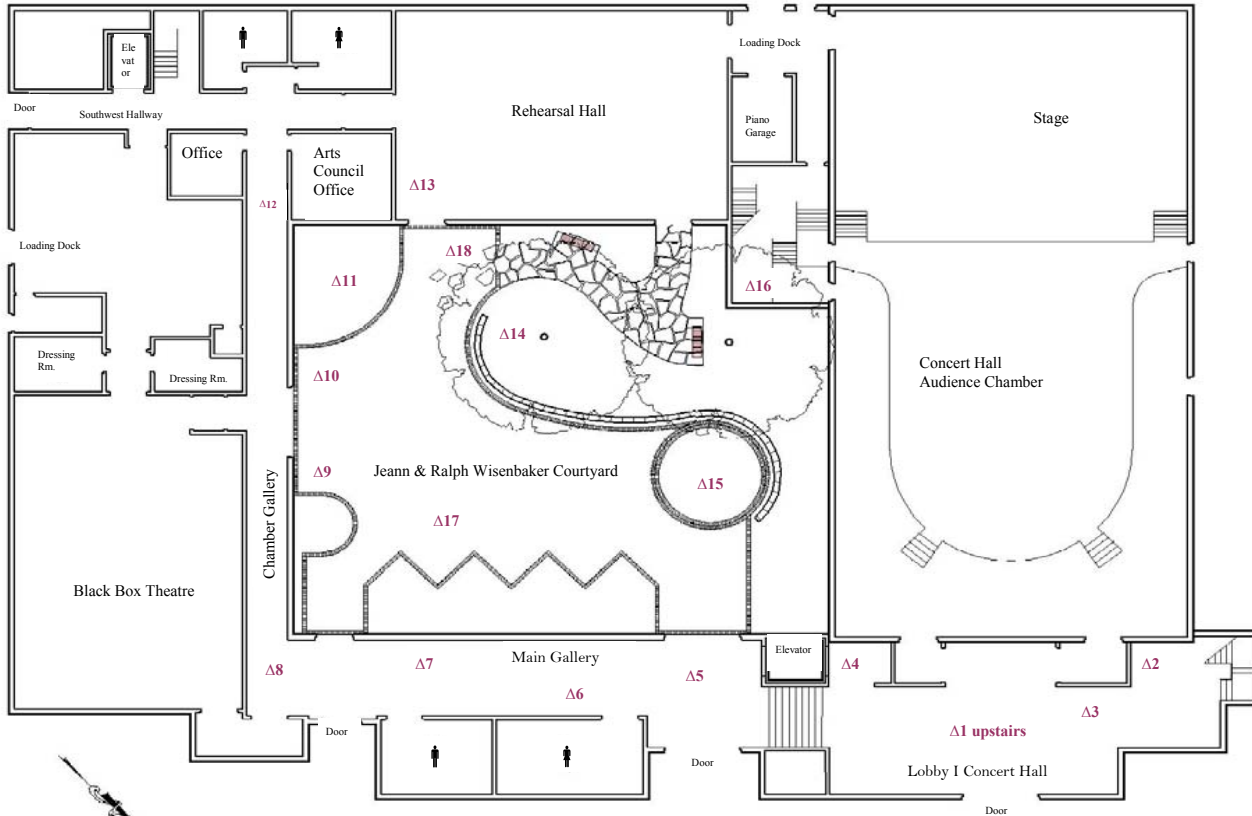 Ele
vat
or
Loading Dock
Door
Southwest Hallway
Rehearsal Hall
Piano
Garage
Stage
Office
Arts
Council
Office
Δ13
Δ12
Loading Dock
Δ18
Δ11
Δ16
Δ14
Dressing
Rm.
Dressing Rm.
Δ10
Concert Hall
Audience Chamber
Δ9
Jeann & Ralph Wisenbaker Courtyard
Δ15
Chamber Gallery
Δ17
Black Box Theatre
Main Gallery
Elevator
Δ8
Δ7
Δ6
Δ5
Δ4
Δ2
Δ3
Δ1 upstairs
Door
Door
Lobby I Concert Hall
Door